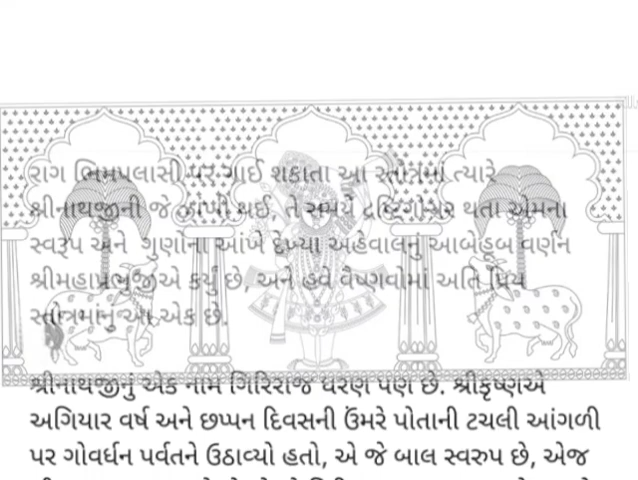 રાગ ભિમપલાસી પર ગાઈ શકાતા આ સ્તોત્રમાં ત્યારે
શ્રીનાથજીની જે ઝાંખી થઈ, તે સમયે દ્રષ્ટિગોચર થતા એમના
સ્વરૂપ અને ગુણોના આંખે દેખ્યા અહેવાલનું આબેહૂબ વર્ણન
શ્રીમહાપ્રભુજીએ કર્યું છે. અને હવે વૈષ્ણવોમાં અતિ પ્રિય
સ્તોત્રમાંનુ આ એક છે.
શ્રીનાથજીનું એક નામ ગિરિરાજ ધરણ પણ છે. શ્રીકૃષ્ણએ
અગિયાર વર્ષ અને છપ્પન દિવસની ઉંમરે પોતાની ટચલી આંગળી
પર ગોવર્ધન પર્વતને ઉઠાવ્યો હતો, એ જે બાલ સ્વરુપ છે, એજ